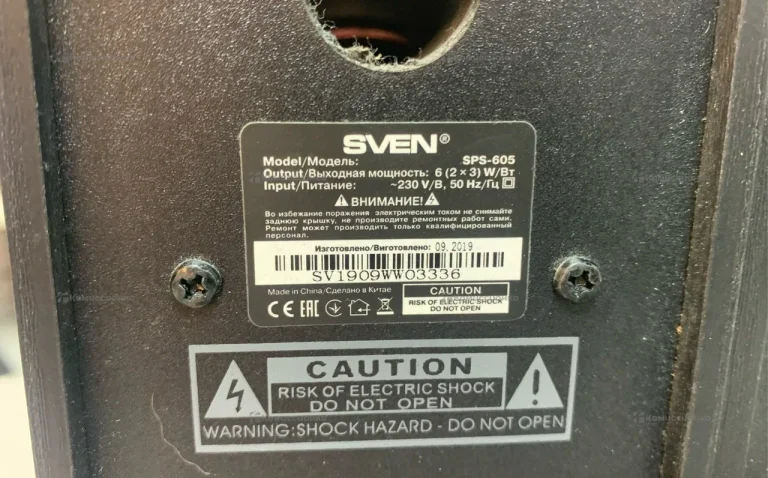 SVEN®
Model/Модель: SPS-605
Output/Выходная мощность: 6 (2 × 3) W/Вт
Input/Питание: ~230 V/В, 50 Hz/Гц
ВНИМАНИЕ!
Во избежание поражения электрическим током не снимайте
заднюю крышку, не производите ремонтных работ сами.
Ремонт может производить только квалифицированный
персонал.
Изготовлено/Виготовлено: 09.2019
SV1909WW03336
Made in China/Сделано в Китае
CE EAC
CAUTION
RISK OF ELECTRIC SHOCK
DO NOT OPEN
CAUTION
RISK OF ELECTRIC SHOCK
DO NOT OPEN
WARNING:SHOCK HAZARD - DO NOT OPEN